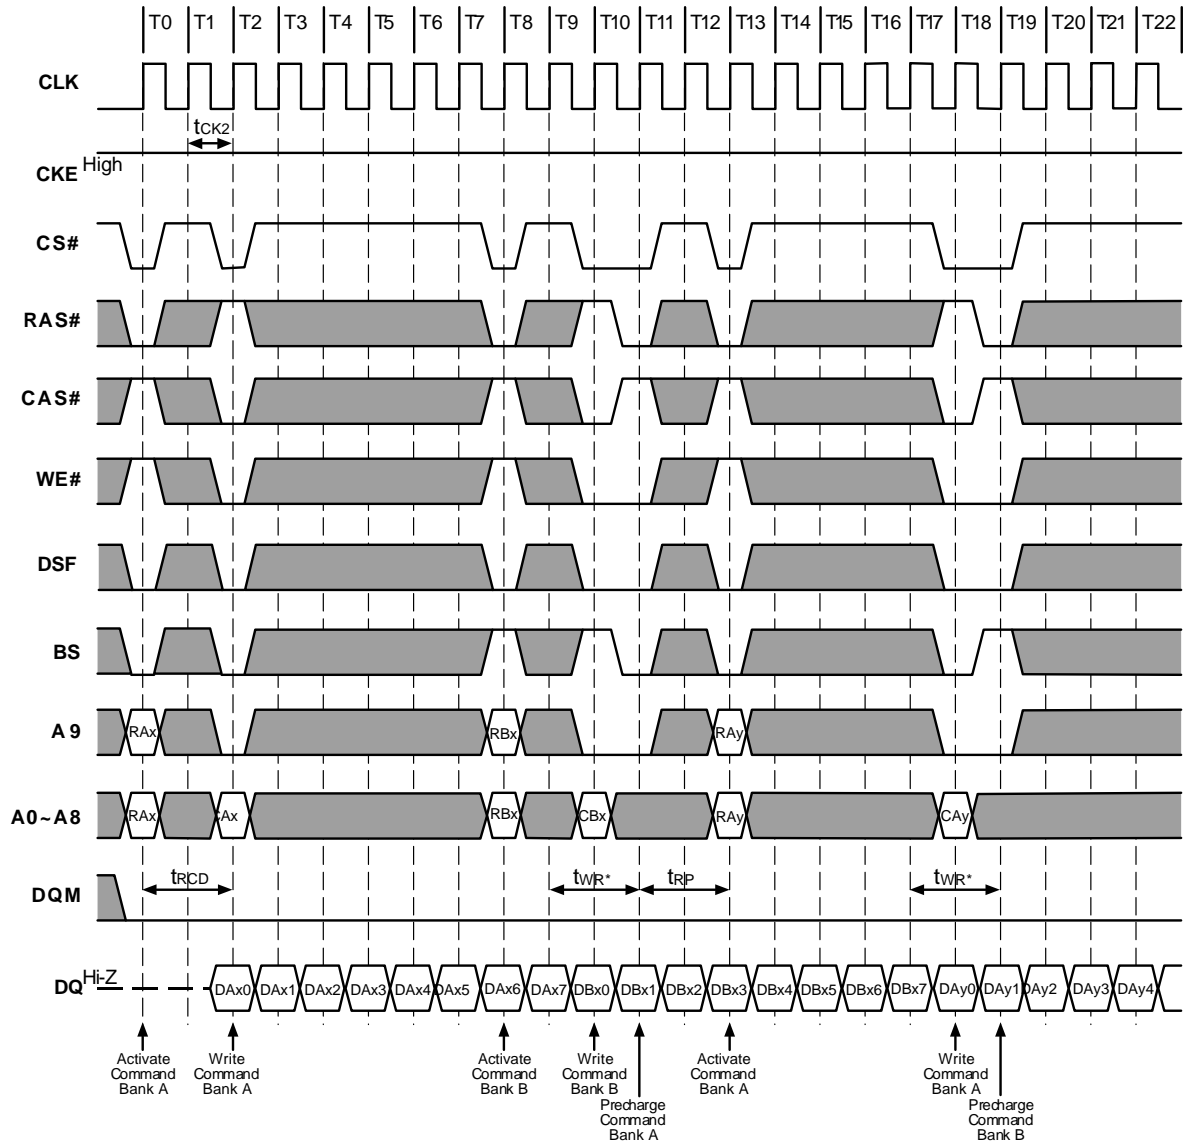 T0 T1 T2 T3 T4 T5 T6 T7 T8 T9 T10 T11 T12 T13 T14 T15 T16 T17 T18 T19 T20 T21 T22
CLK
tCK2
CKE High
CS#
RAS#
CAS#
WE#
DSF
BS
A9 RAx RBx RAy
A0~A8 RAx CAx RBx CBx RAy CAy
DQM tRCD tWR* tRP tWR*
DQ Hi-Z DAx0 DAx1 DAx2 DAx3 DAx4 DAx5 DAx6 DAx7 DBx0 DBx1 DBx2 DBx3 DBx4 DBx5 DBx6 DBx7 DAy0 DAy1 DAy2 DAy3 DAy4
Activate Write Activate Write Activate Write
Command Command Command Command Command Command
Bank A Bank A Bank B Bank B Bank A Bank A
Precharge Precharge
Command Command
Bank A Bank B